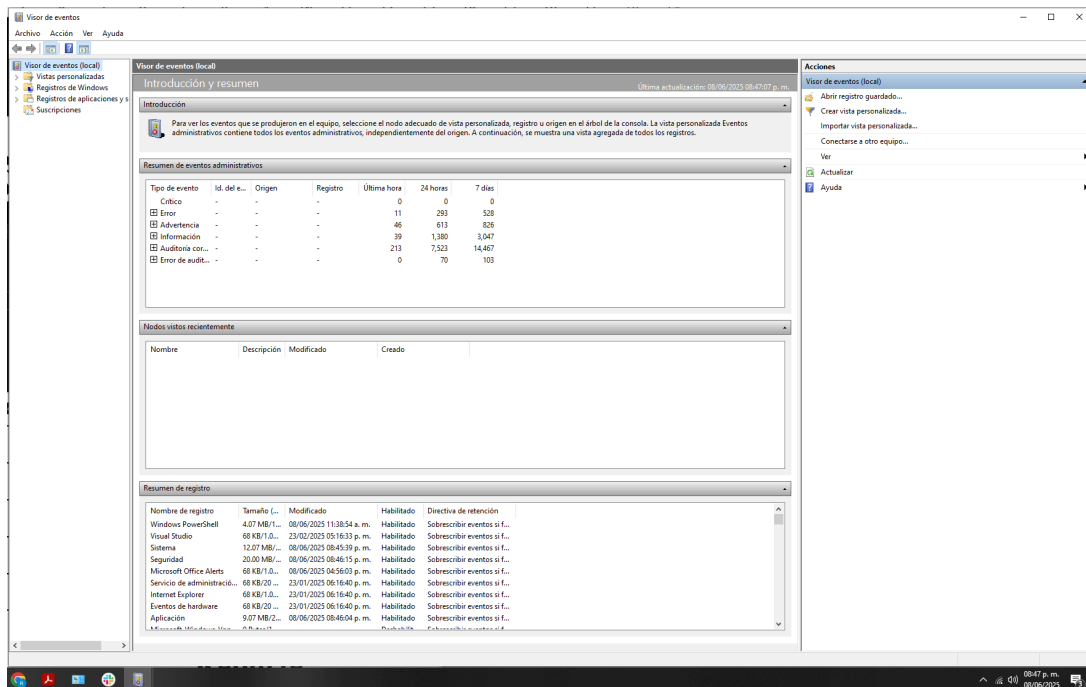 Visor de eventos
Archivo Acción Ver Ayuda
Visor de eventos (local)
Vistas personalizadas
Registros de Windows
Registros de aplicaciones y s
Suscripciones
Visor de eventos (local)
Introducción y resumen
Última actualización: 08/06/2025 08:47:07 p. m.
Introducción
Para ver los eventos que se produjeron en el equipo, seleccione el nodo adecuado de vista personalizada, registro u origen en el árbol de la consola. La vista personalizada Eventos
administrativos contiene todos los eventos administrativos, independientemente del origen. A continuación, se muestra una vista agregada de todos los registros.
Resumen de eventos administrativos
Tipo de evento Id. del e... Origen Registro Última hora 24 horas 7 días
Crítico - - - 0 0 0
Error - - - 11 293 528
Advertencia - - - 46 613 826
Información - - - 39 1,380 3,047
Auditoría cor... - - - 213 7,523 14,467
Error de audit... - - - 0 70 103
Nodos vistos recientemente
Nombre Descripción Modificado Creado
Resumen de registro
Nombre de registro Tamaño (... Modificado Habilitado Directiva de retención
Windows PowerShell 4.07 MB/1... 08/06/2025 11:38:54 a. m. Habilitado Sobrescribir eventos si f...
Visual Studio 68 KB/1.0... 23/02/2025 05:16:33 p. m. Habilitado Sobrescribir eventos si f...
Sistema 12.07 MB/... 08/06/2025 08:45:39 p. m. Habilitado Sobrescribir eventos si f...
Seguridad 20.00 MB/... 08/06/2025 08:46:15 p. m. Habilitado Sobrescribir eventos si f...
Microsoft Office Alerts 68 KB/1.0... 08/06/2025 04:56:03 p. m. Habilitado Sobrescribir eventos si f...
Servicio de administració... 68 KB/20 ... 23/01/2025 06:16:40 p. m. Habilitado Sobrescribir eventos si f...
Internet Explorer 68 KB/1.0... 23/01/2025 06:16:40 p. m. Habilitado Sobrescribir eventos si f...
Eventos de hardware 68 KB/20 ... 23/01/2025 06:16:40 p. m. Habilitado Sobrescribir eventos si f...
Aplicación 9.07 MB/2... 08/06/2025 08:46:04 p. m. Habilitado Sobrescribir eventos si f...
Acciones
Visor de eventos (local)
Abrir registro guardado...
Crear vista personalizada...
Importar vista personalizada...
Conectarse a otro equipo...
Ver
Actualizar
Ayuda
08:47 p. m.
08/06/2025